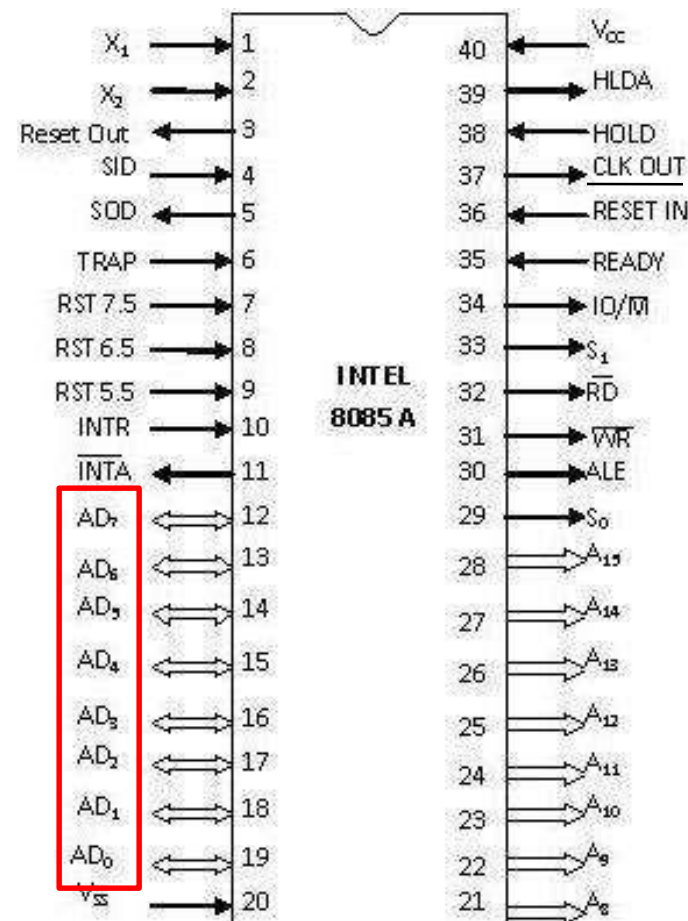 X₁ 1 40 Vcc
X₂ 2 39 HLDA
Reset Out 3 38 HOLD
SID 4 37 CLK OUT
SOD 5 36 RESET IN
TRAP 6 35 READY
RST 7.5 7 34 IO/M̅
RST 6.5 8 33 S₁
RST 5.5 9 INTEL 32 R̅D̅
INTR 10 8085 A 31 W̅R̅
I̅N̅T̅A̅ 11 30 ALE
AD₇ 12 29 S₀
AD₆ 13 28 A₁₅
AD₅ 14 27 A₁₄
AD₄ 15 26 A₁₃
AD₃ 16 25 A₁₂
AD₂ 17 24 A₁₁
AD₁ 18 23 A₁₀
AD₀ 19 22 A₉
Vss 20 21 A₈